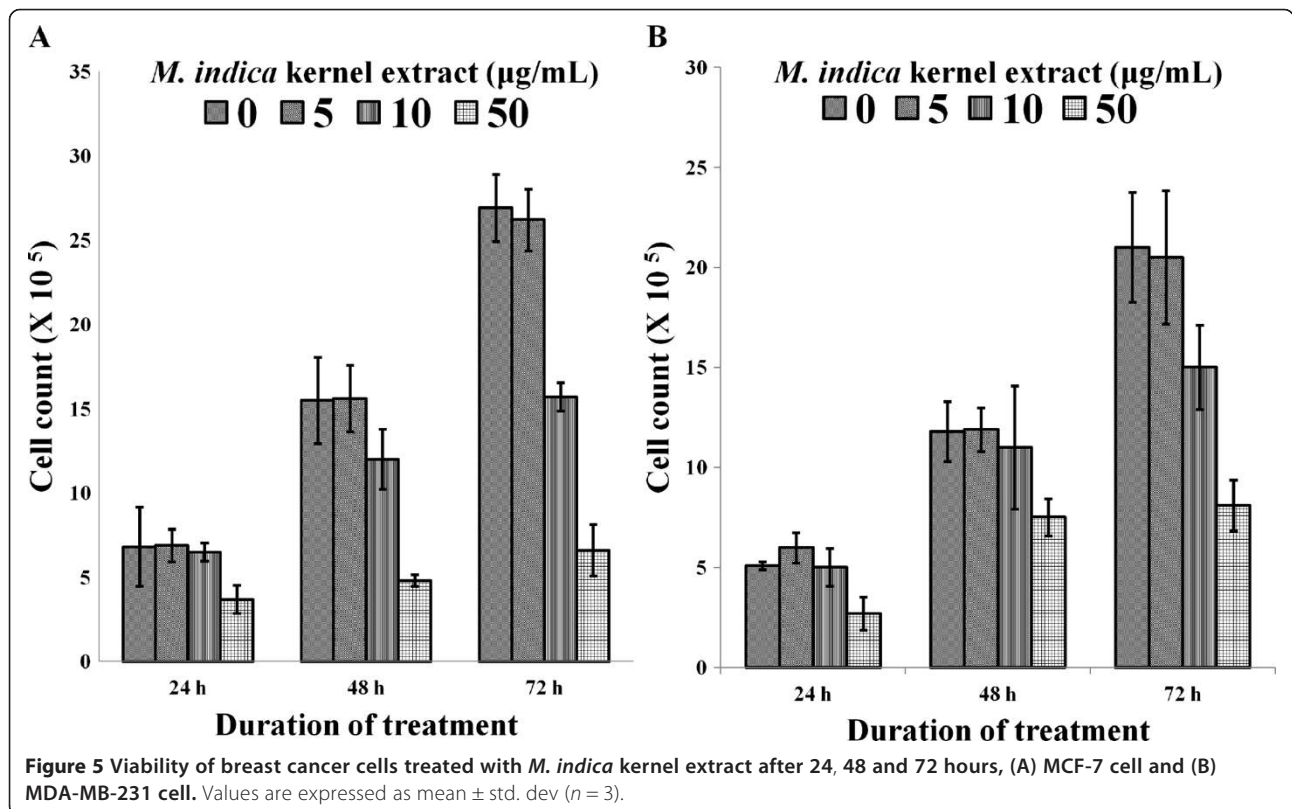 A
M. indica kernel extract (µg/mL)
0 5 10 50
35
30
25
20
15
10
5
0
Cell count (X 10 5)
24 h 48 h 72 h
Duration of treatment
B
M. indica kernel extract (µg/mL)
0 5 10 50
30
25
20
15
10
5
0
Cell count (X 10 5)
24 h 48 h 72 h
Duration of treatment
Figure 5 Viability of breast cancer cells treated with M. indica kernel extract after 24, 48 and 72 hours, (A) MCF-7 cell and (B)
MDA-MB-231 cell. Values are expressed as mean ± std. dev (n = 3).